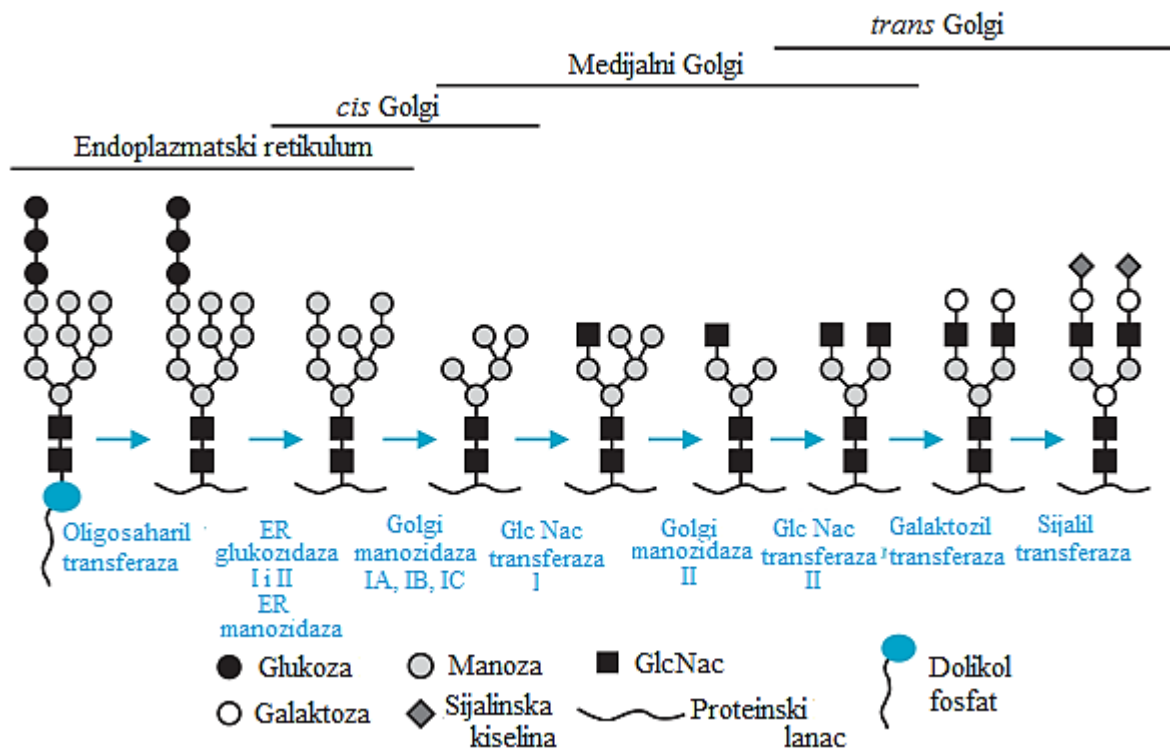 trans Golgi
Medijalni Golgi
cis Golgi
Endoplazmatski retikulum
Oligosaharil
transferaza
ER
glukozidaza
I i II
ER
manozidaza
Golgi
manozidaza
IA, IB, IC
Glc Nac
transferaza
I
Golgi
manozidaza
II
Glc Nac
transferaza
II
Galaktozil
transferaza
Sijalil
transferaza
Glukoza
Manoza
GlcNac
Dolikol
fosfat
Galaktoza
Sijalinska
kiselina
Proteinski
lanac